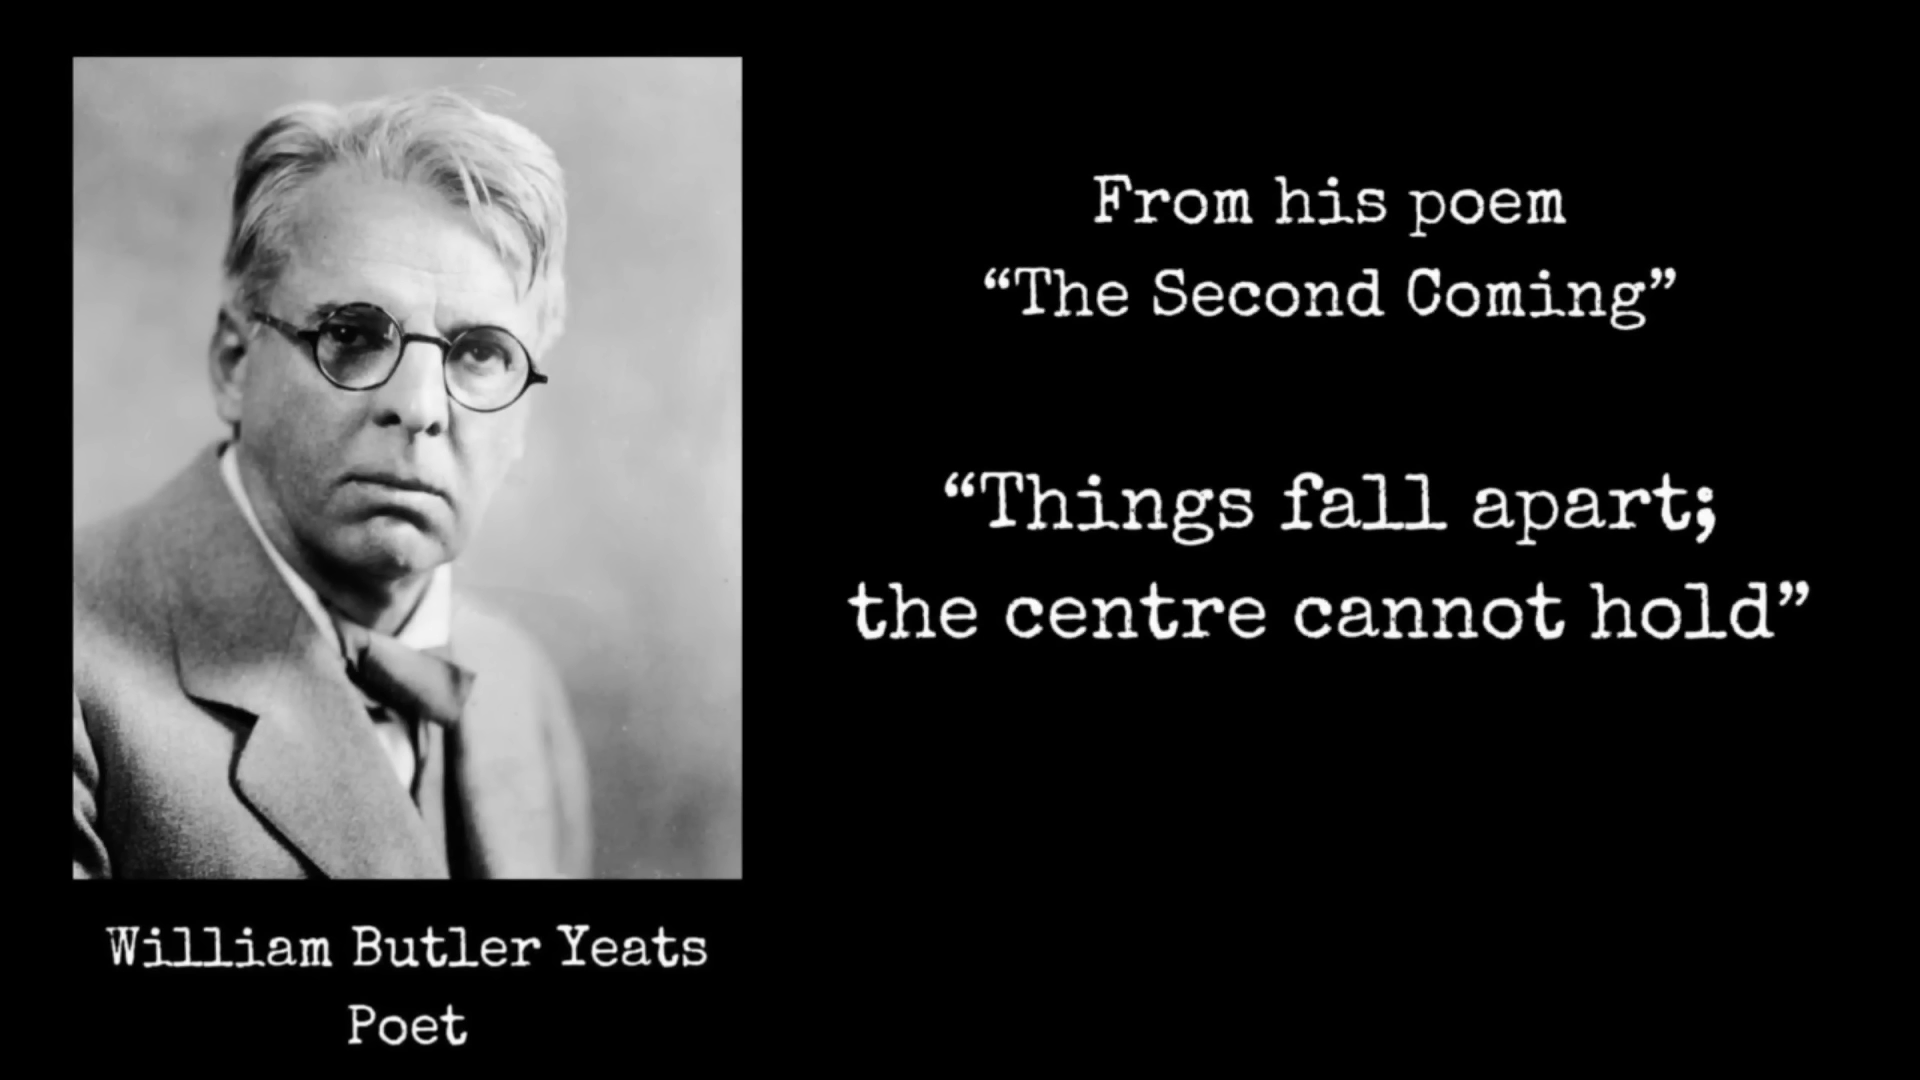 From his poem
“The Second Coming”
“Things fall apart;
the centre cannot hold”
William Butler Yeats
Poet